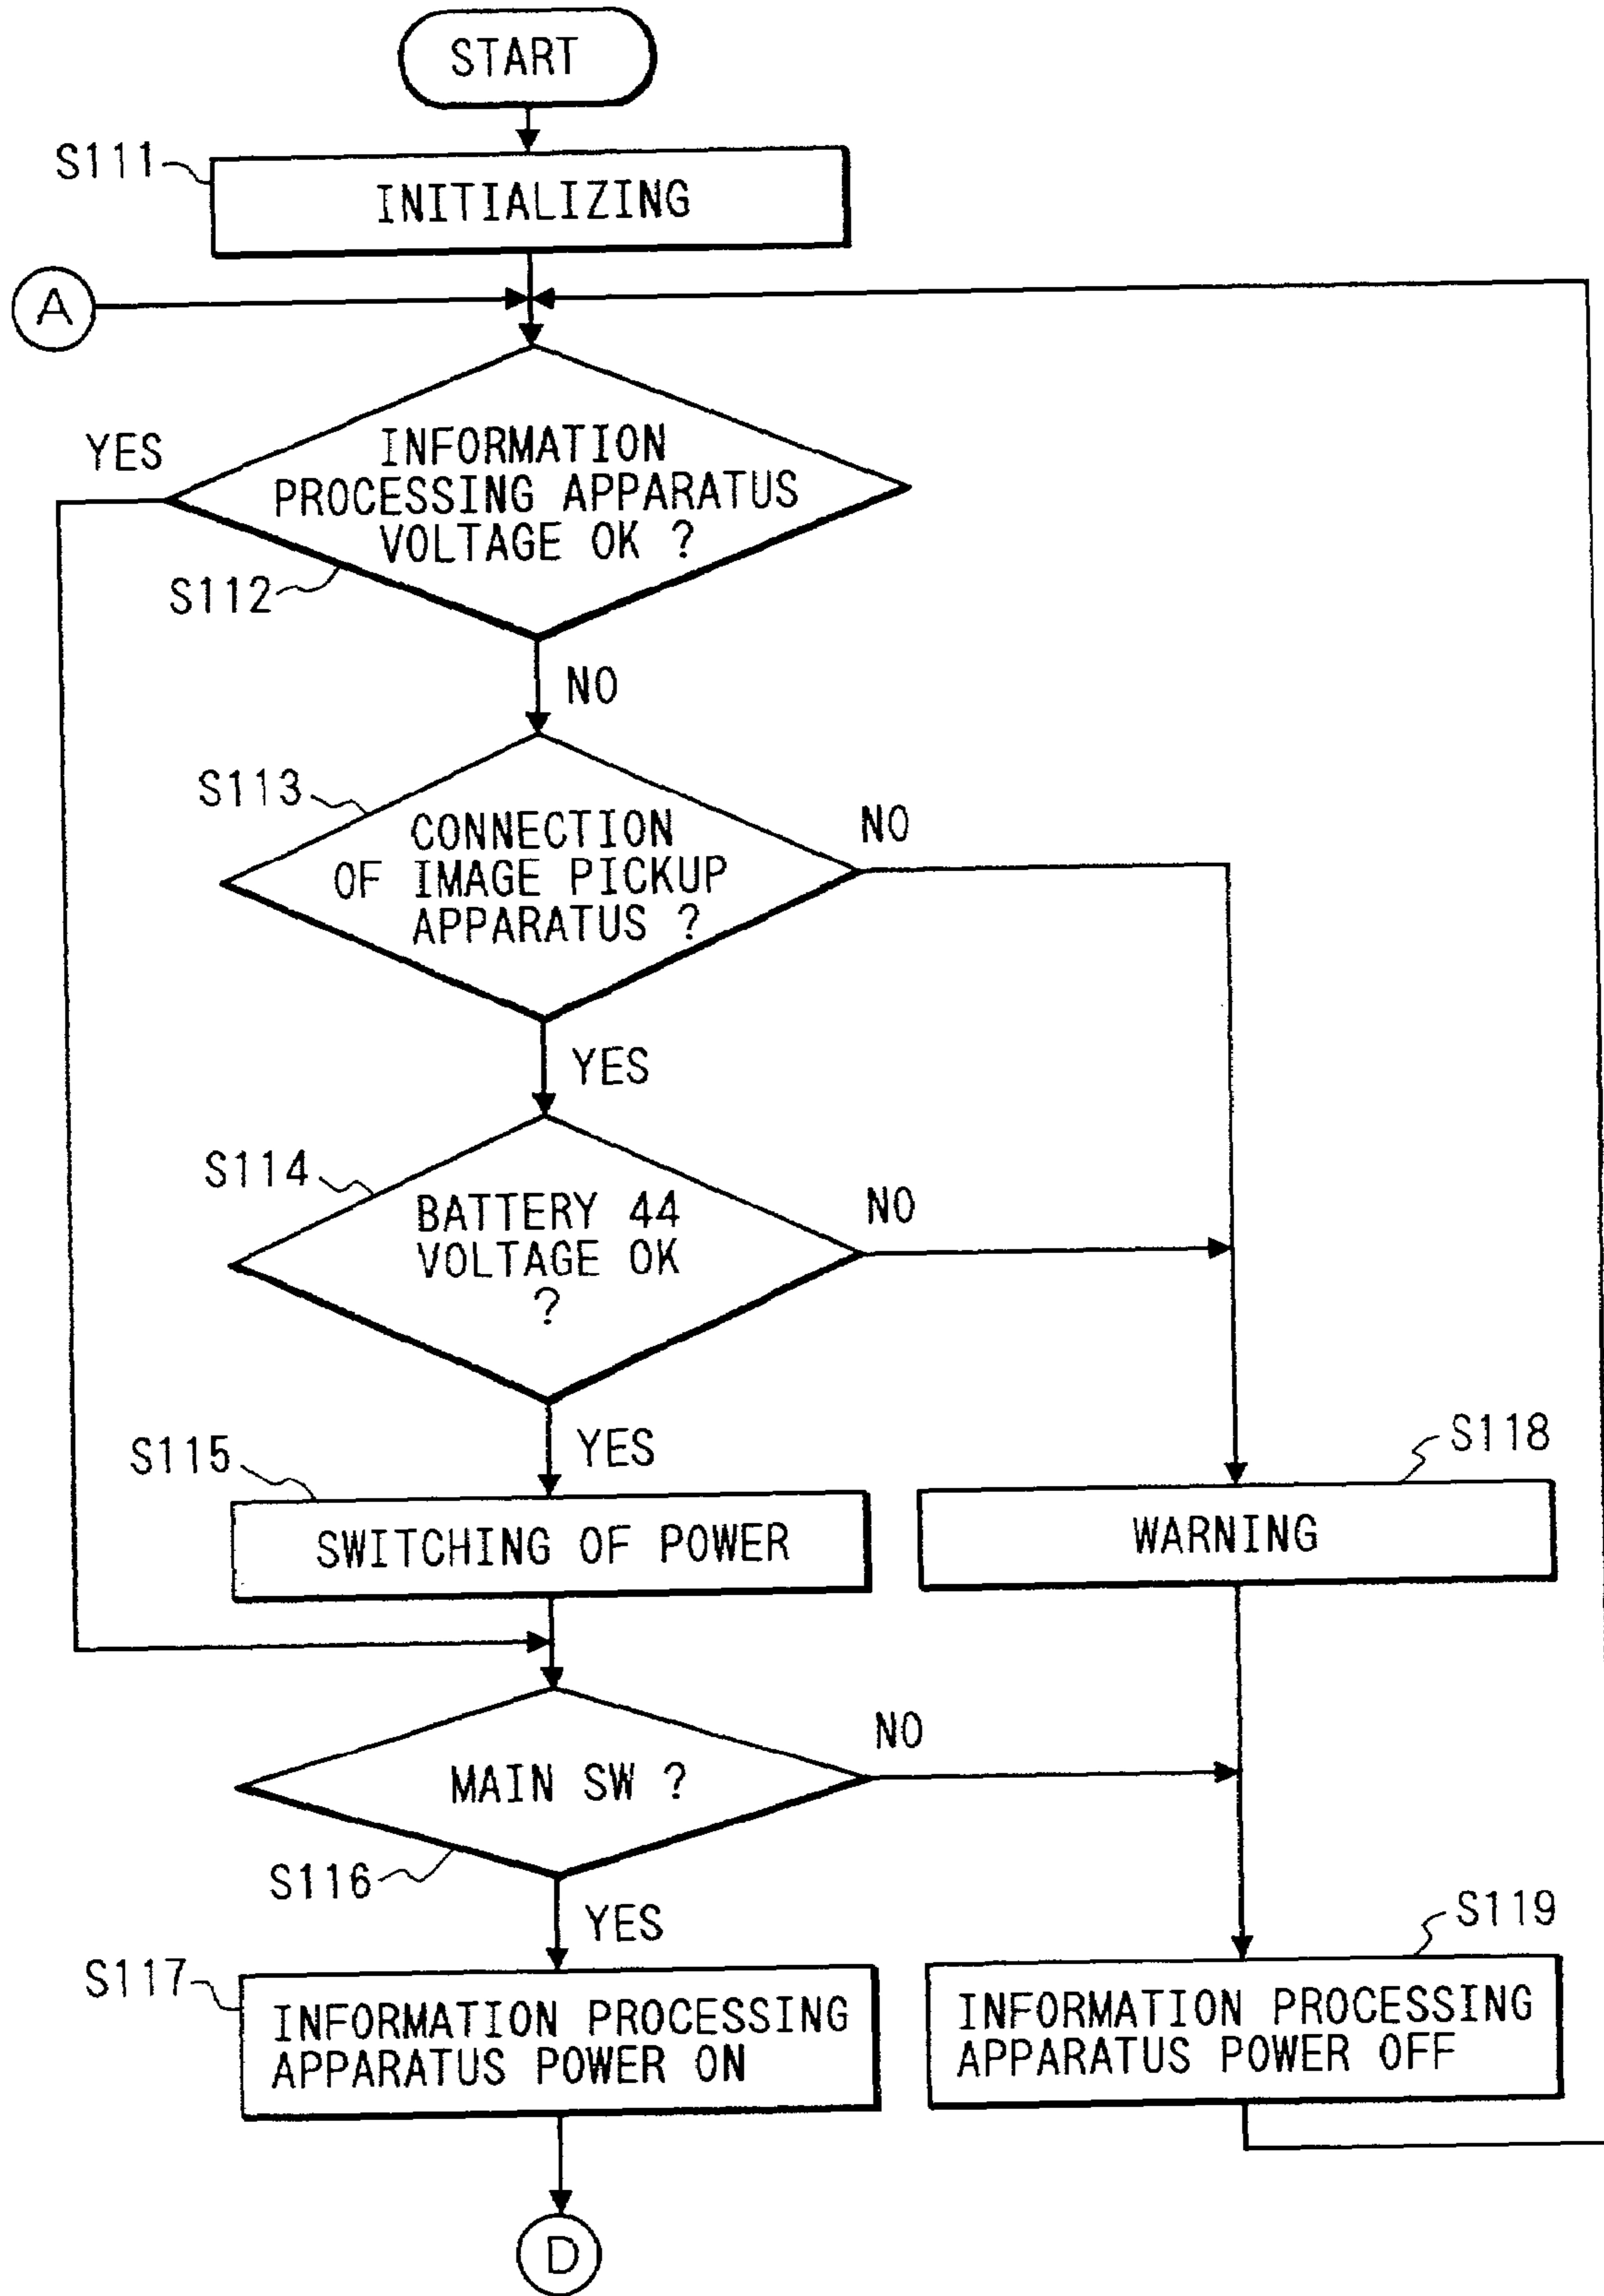 START
S111
INITIALIZING
A
YES
INFORMATION
PROCESSING APPARATUS
VOLTAGE OK ?
S112
NO
S113
CONNECTION
OF IMAGE PICKUP
APPARATUS ?
NO
YES
S114
BATTERY 44
VOLTAGE OK
?
NO
YES
S115
SWITCHING OF POWER
S118
WARNING
MAIN SW ?
NO
S116
YES
S117
INFORMATION PROCESSING
APPARATUS POWER ON
S119
INFORMATION PROCESSING
APPARATUS POWER OFF
D